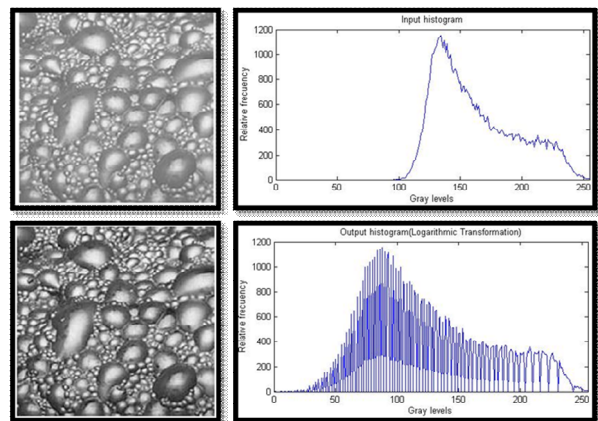 Input histogram
Relative frecuency
1200
1000
800
600
400
200
0
0 50 100 150 200 250
Gray levels
Output histogram(Logarithmic Transformation)
Relative frecuency
1200
1000
800
600
400
200
0
0 50 100 150 200 250
Gray levels